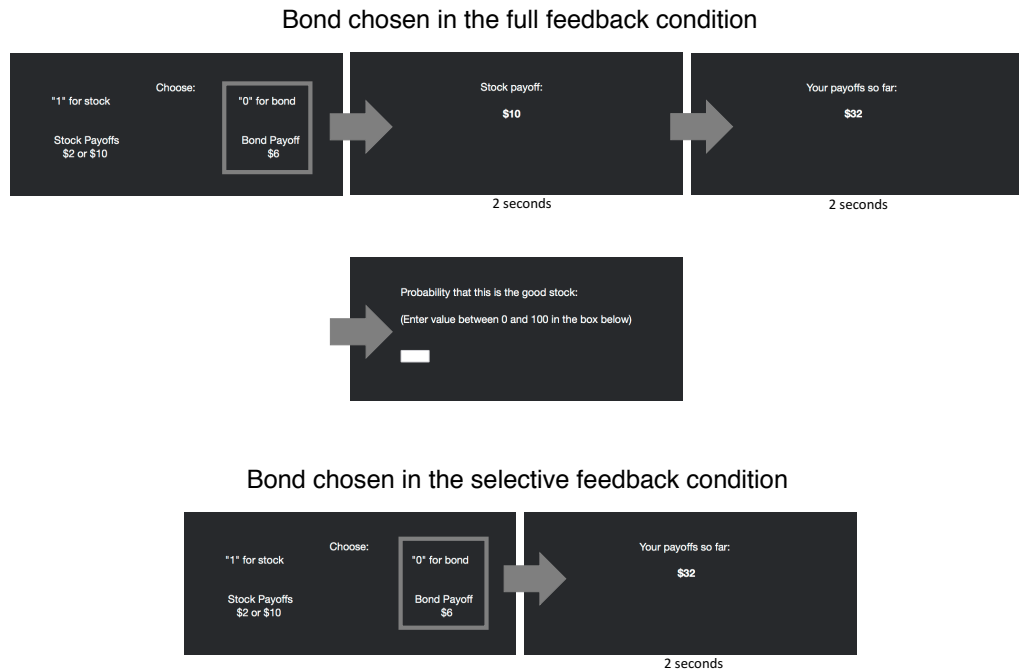 Bond chosen in the full feedback condition
Choose:
"1" for stock
"0" for bond
Stock Payoffs
$2 or $10
Bond Payoff
$6
Stock payoff:
$10
2 seconds
Your payoffs so far:
$32
2 seconds
Probability that this is the good stock:
(Enter value between 0 and 100 in the box below)
Bond chosen in the selective feedback condition
Choose:
"1" for stock
"0" for bond
Stock Payoffs
$2 or $10
Bond Payoff
$6
Your payoffs so far:
$32
2 seconds